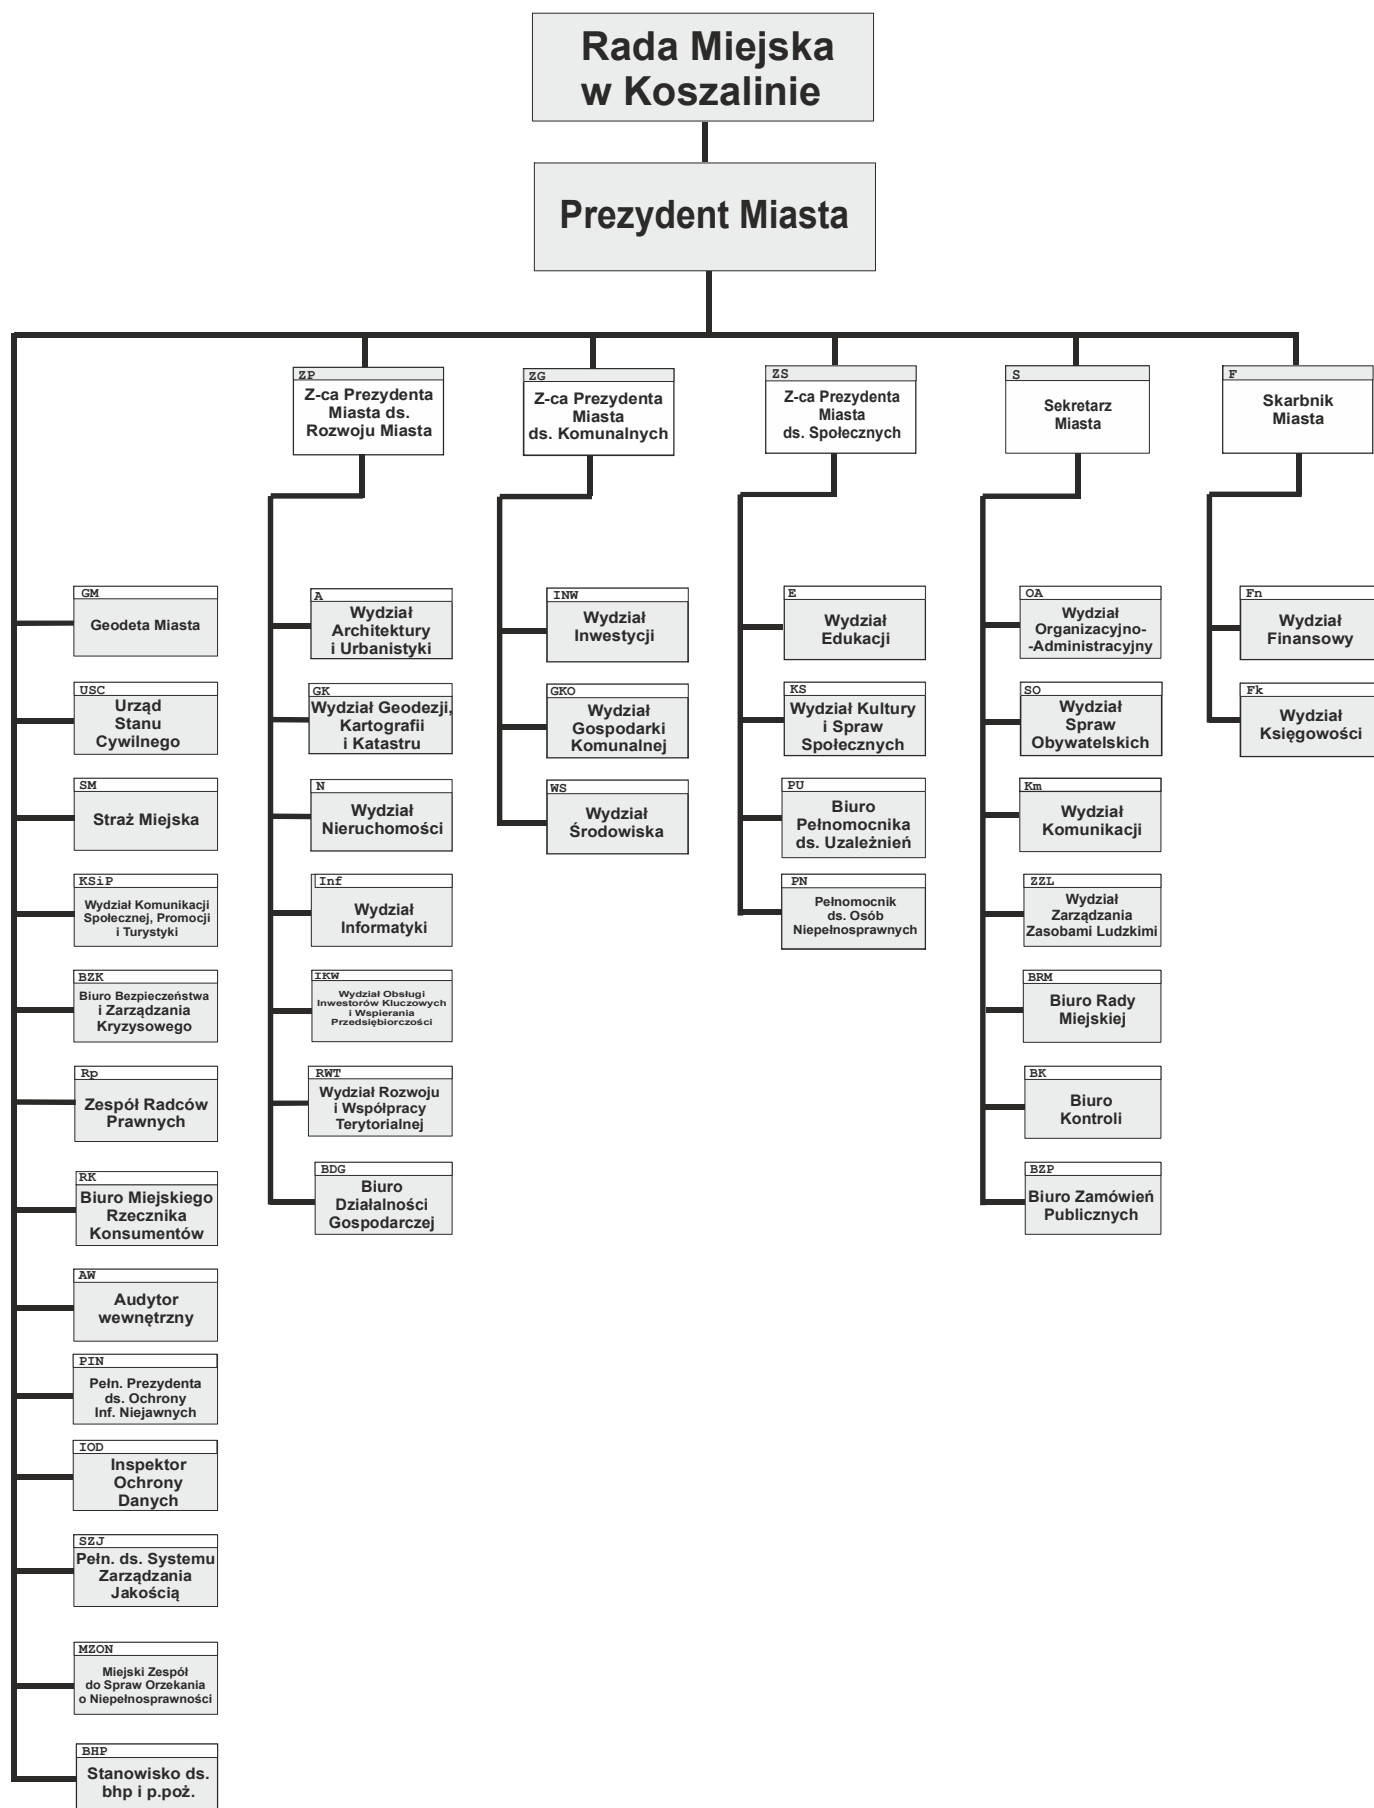 Rada Miejska
w Koszalinie
Prezydent Miasta
ZP
Z-ca Prezydenta
Miasta ds.
Rozwoju Miasta
ZG
Z-ca Prezydenta
Miasta
ds. Komunalnych
ZS
Z-ca Prezydenta
Miasta
ds. Społecznych
S
Sekretarz
Miasta
F
Skarbnik
Miasta
GM
Geodeta Miasta
USC
Urząd
Stanu
Cywilnego
SM
Straż Miejska
KSiP
Wydział Komunikacji
Społecznej, Promocji
i Turystyki
BZK
Biuro Bezpieczeństwa
i Zarządzania
Kryzysowego
Rp
Zespół Radców
Prawnych
RK
Biuro Miejskiego
Rzecznika
Konsumentów
AW
Audytor
wewnętrzny
PIN
Pełn. Prezydenta
ds. Ochrony
Inf. Niejawnych
IOD
Inspektor
Ochrony
Danych
SZJ
Pełn. ds. Systemu
Zarządzania
Jakością
MZON
Miejski Zespół
do Spraw Orzekania
o Niepełnosprawności
BHP
Stanowisko ds.
bhp i p.poż.
A
Wydział
Architektury
i Urbanistyki
GK
Wydział Geodezji,
Kartografii
i Katastru
N
Wydział
Nieruchomości
Inf
Wydział
Informatyki
IKW
Wydział Obsługi
Inwestorów Kluczowych
i Wspierania
Przedsiębiorczości
RWT
Wydział Rozwoju
i Współpracy
Terytorialnej
BDG
Biuro
Działalności
Gospodarczej
INW
Wydział
Inwestycji
GKO
Wydział
Gospodarki
Komunalnej
WS
Wydział
Środowiska
E
Wydział
Edukacji
KS
Wydział Kultury
i Spraw
Społecznych
PU
Biuro
Pełnomocnika
ds. Uzależnień
PN
Pełnomocnik
ds. Osób
Niepełnosprawnych
OA
Wydział
Organizacyjno-
-Administracyjny
SO
Wydział
Spraw
Obywatelskich
Km
Wydział
Komunikacji
ZZL
Wydział
Zarządzania
Zasobami Ludzkimi
BRM
Biuro Rady
Miejskiej
BK
Biuro
Kontroli
BZP
Biuro Zamówień
Publicznych
Fn
Wydział
Finansowy
Fk
Wydział
Księgowości